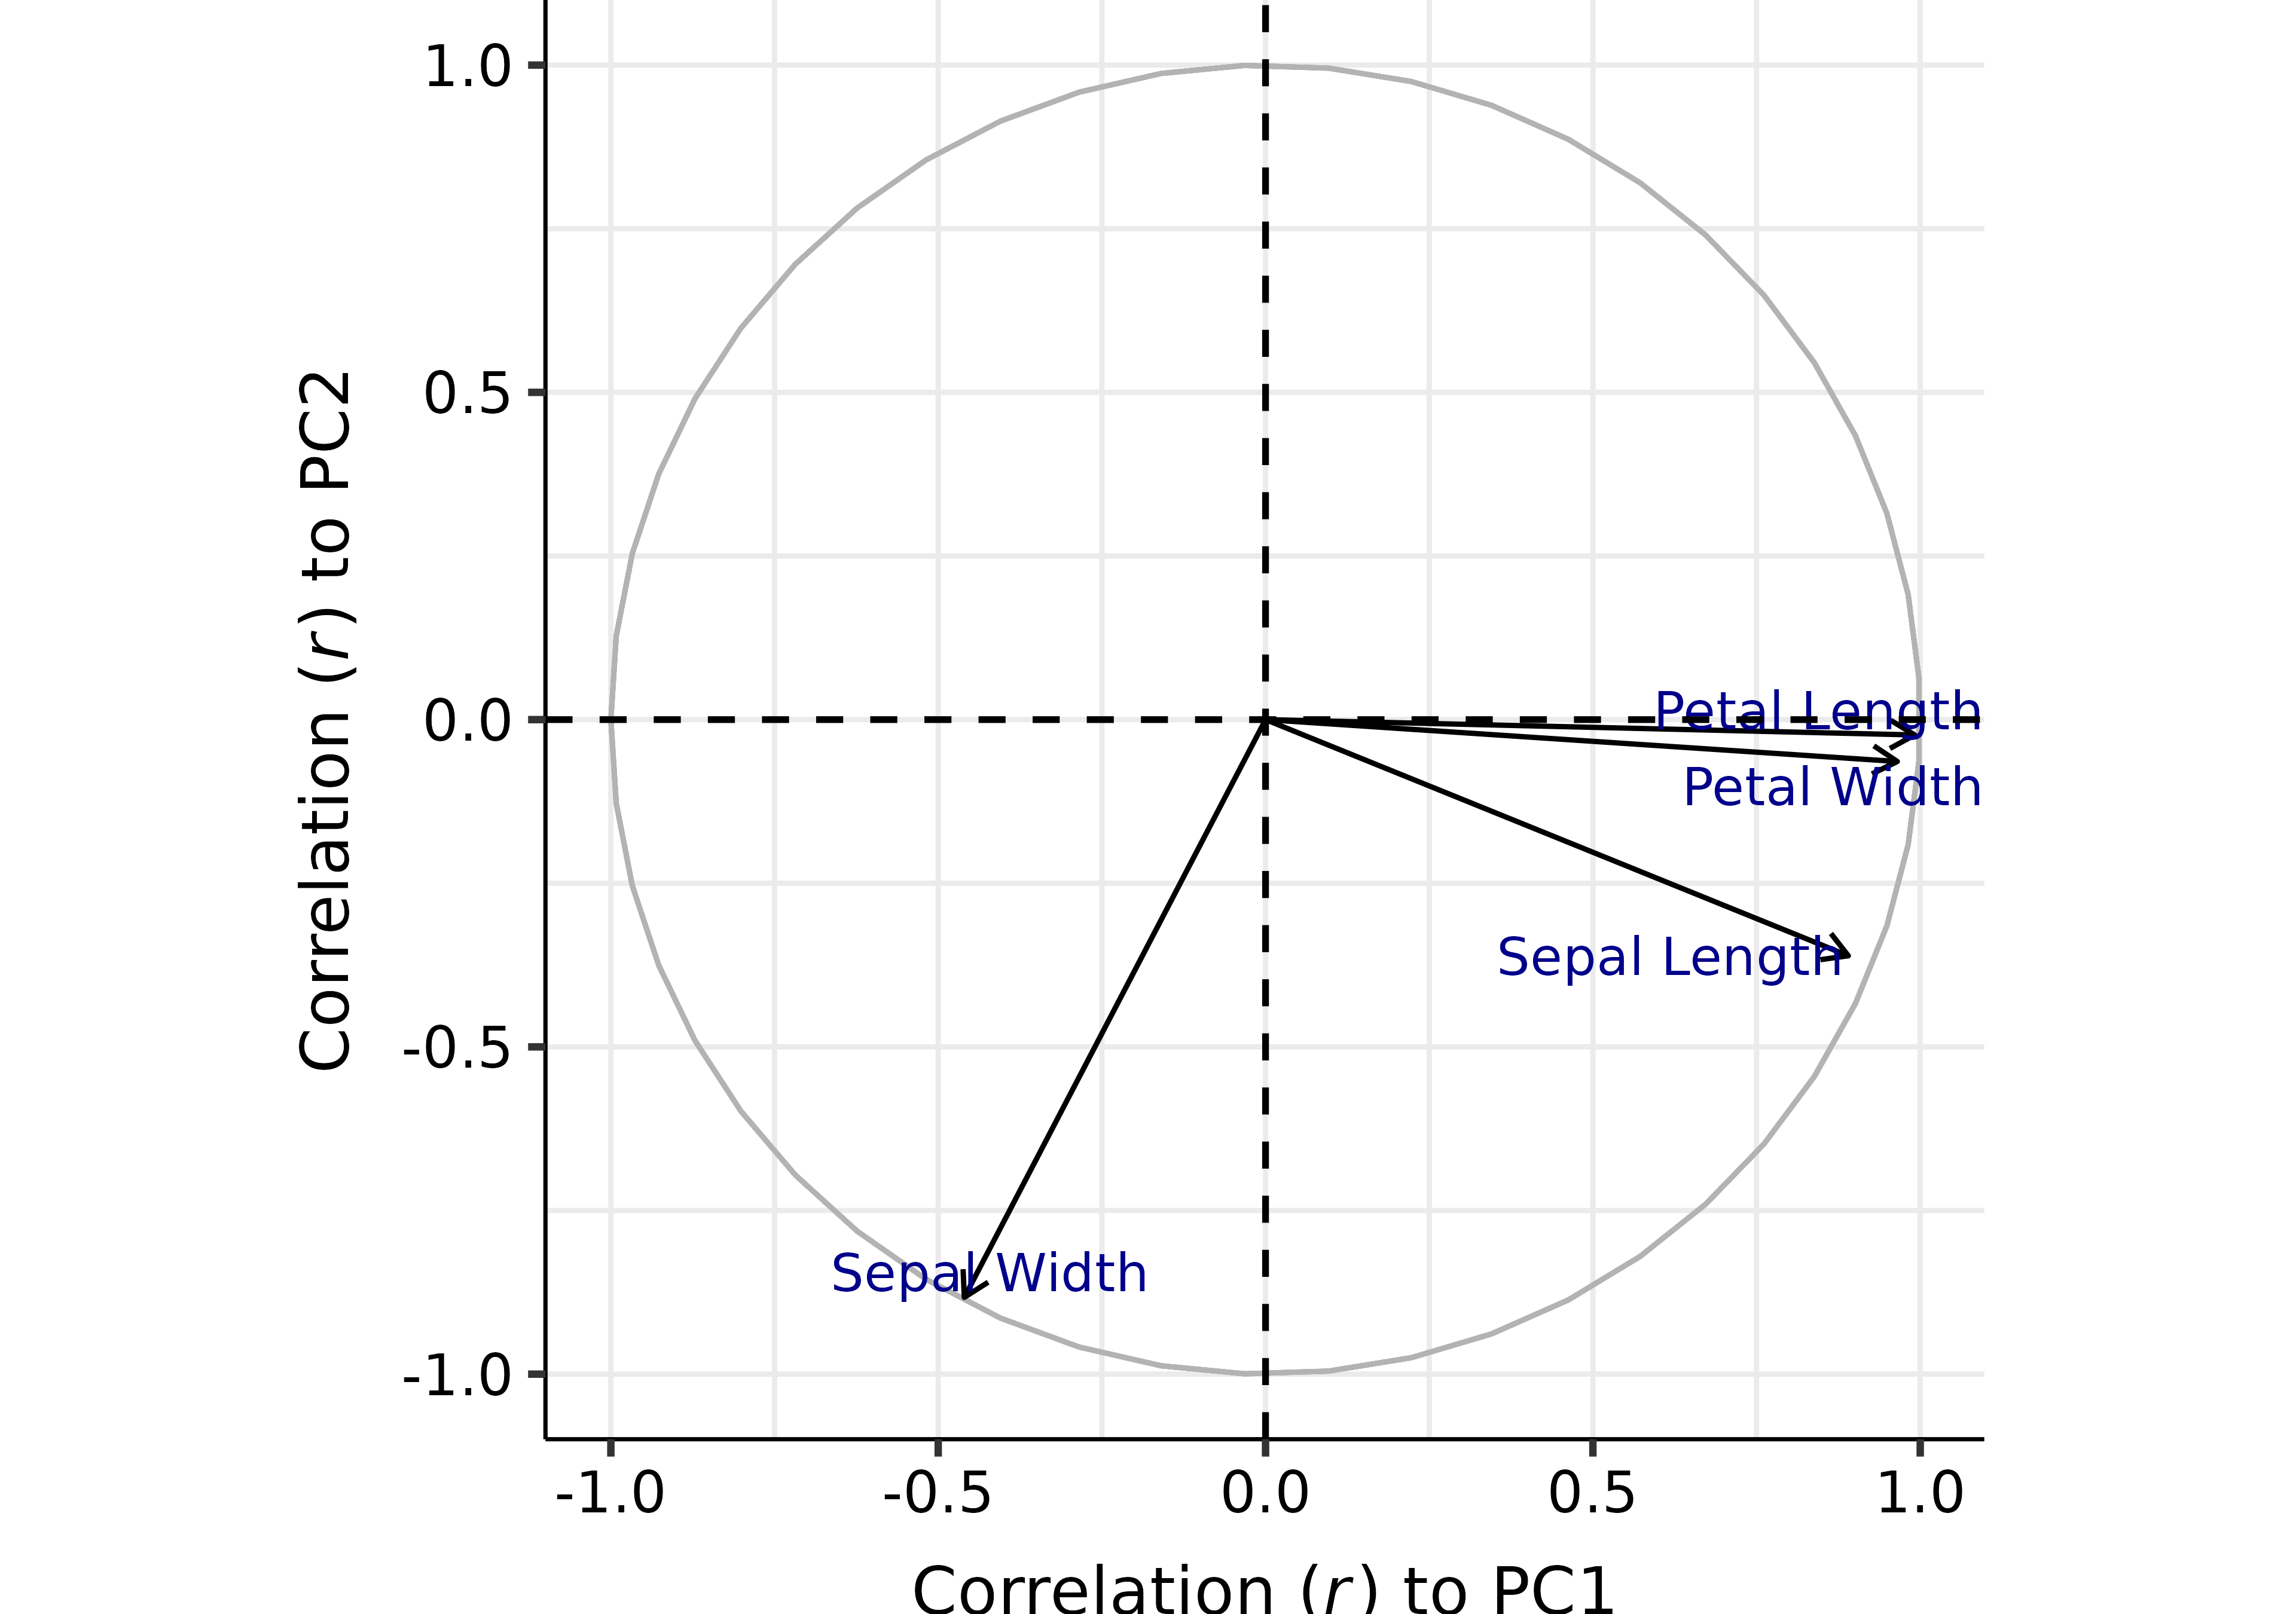 1.0
0.5
0.0
-0.5
-1.0
Correlation (r) to PC2
Petal Length
Petal Width
Sepal Length
Sepal Width
-1.0 -0.5 0.0 0.5 1.0
Correlation (r) to PC1